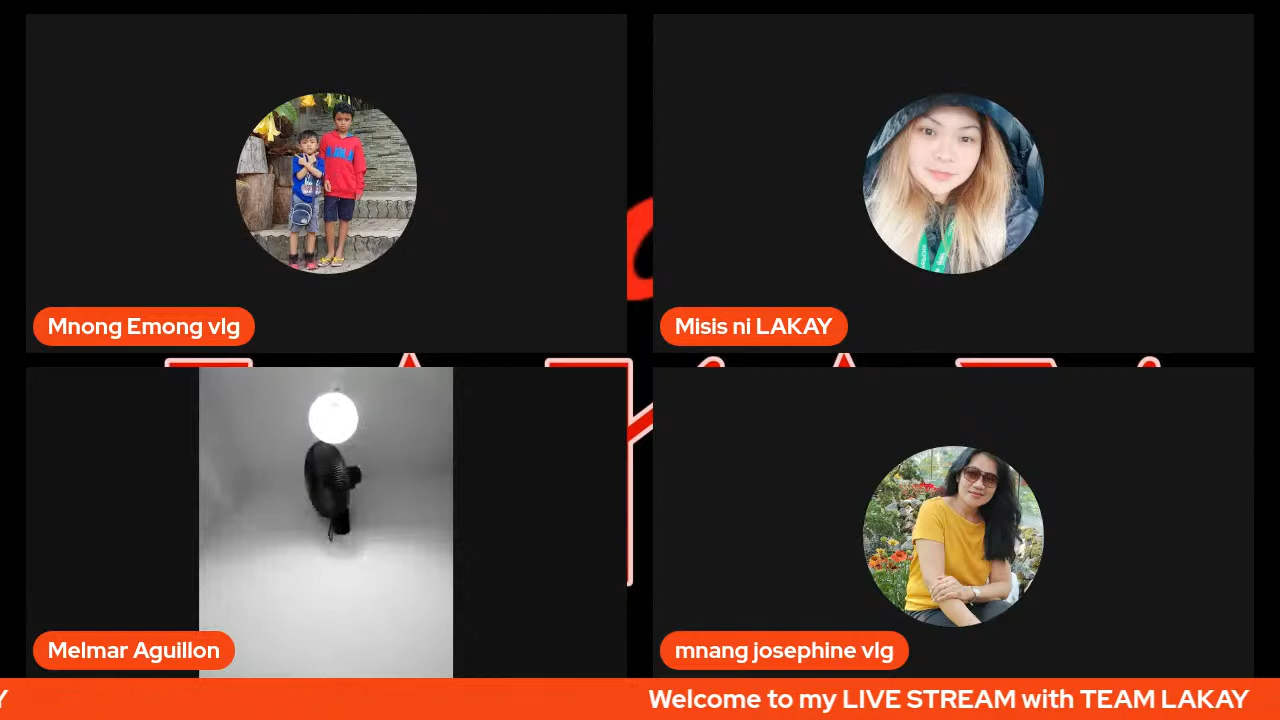 Mnong Emong vlg
Misis ni LAKAY
Melmar Aguillon
mnang josephine vlg
Y
Welcome to my LIVE STREAM with TEAM LAKAY